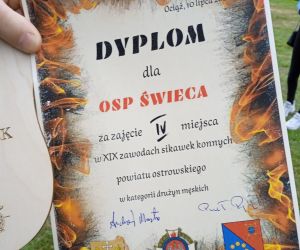 Ociąż, 10 lipca
DYPLOM
dla
OSP ŚWIECA
za zajęcie IV miejsca
w XIX zawodach sikawek konnych
powiatu ostrowskiego
w kategorii drużyn męskich